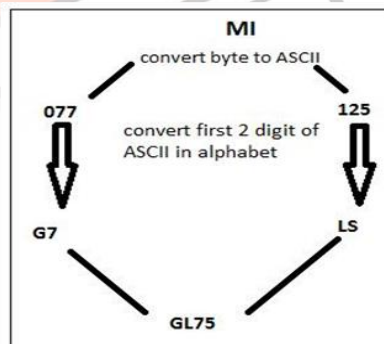 MI
convert byte to ASCII
077
125
convert first 2 digit of
ASCII in alphabet
G7
LS
GL75